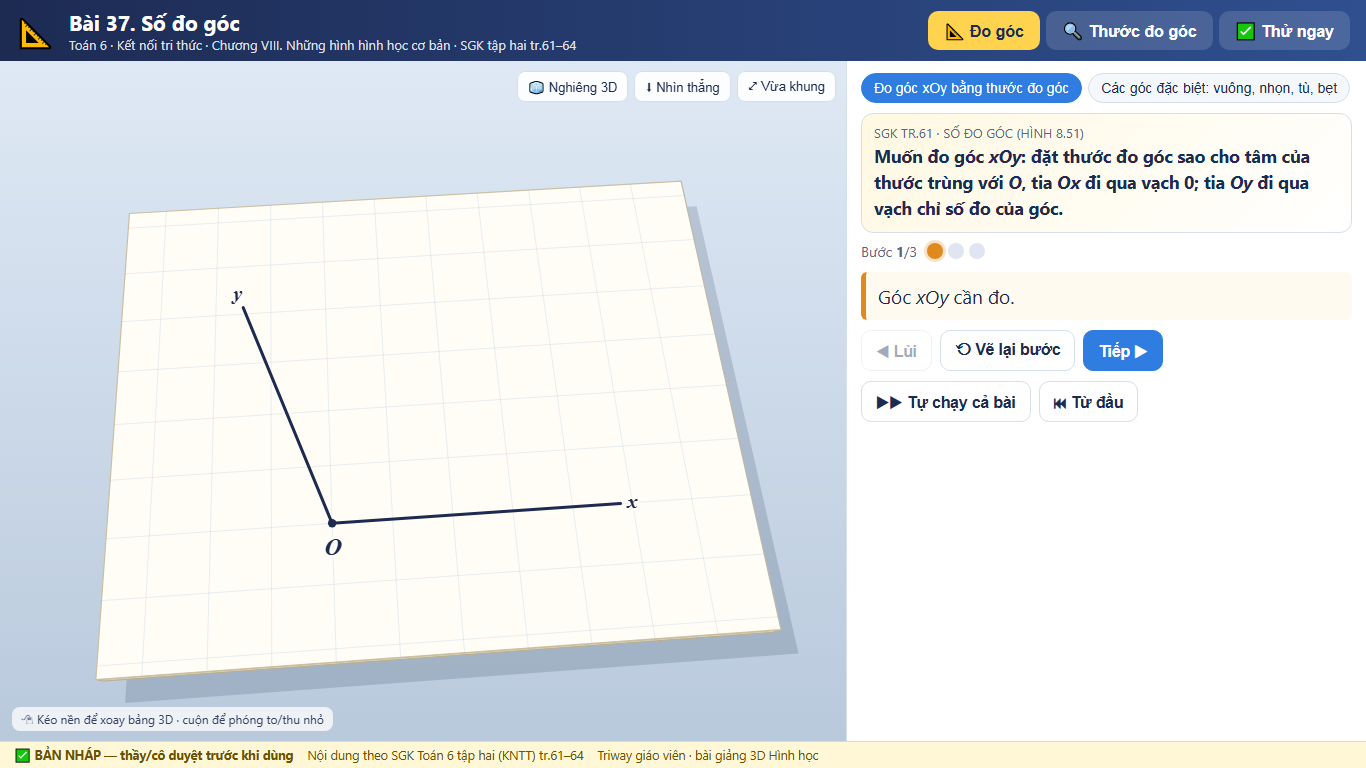 Bài 37. Số đo góc
Toán 6 · Kết nối tri thức · Chương VIII. Những hình hình học cơ bản · SGK tập hai tr.61–64
Đo góc
Thước đo góc
Thử ngay
Nghiêng 3D
Nhìn thẳng
Vừa khung
y
x
O
Kéo nền để xoay bảng 3D · cuộn để phóng to/thu nhỏ
Đo góc xOy bằng thước đo góc
Các góc đặc biệt: vuông, nhọn, tù, bẹt
SGK TR.61 · SỐ ĐO GÓC (HÌNH 8.51)
Muốn đo góc xOy: đặt thước đo góc sao cho tâm của
thước trùng với O, tia Ox đi qua vạch 0; tia Oy đi qua
vạch chỉ số đo của góc.
Bước 1/3
Góc xOy cần đo.
Lùi
Vẽ lại bước
Tiếp
Tự chạy cả bài
Từ đầu
BẢN NHÁP — thầy/cô duyệt trước khi dùng
Nội dung theo SGK Toán 6 tập hai (KNTT) tr.61–64
Triway giáo viên · bài giảng 3D Hình học